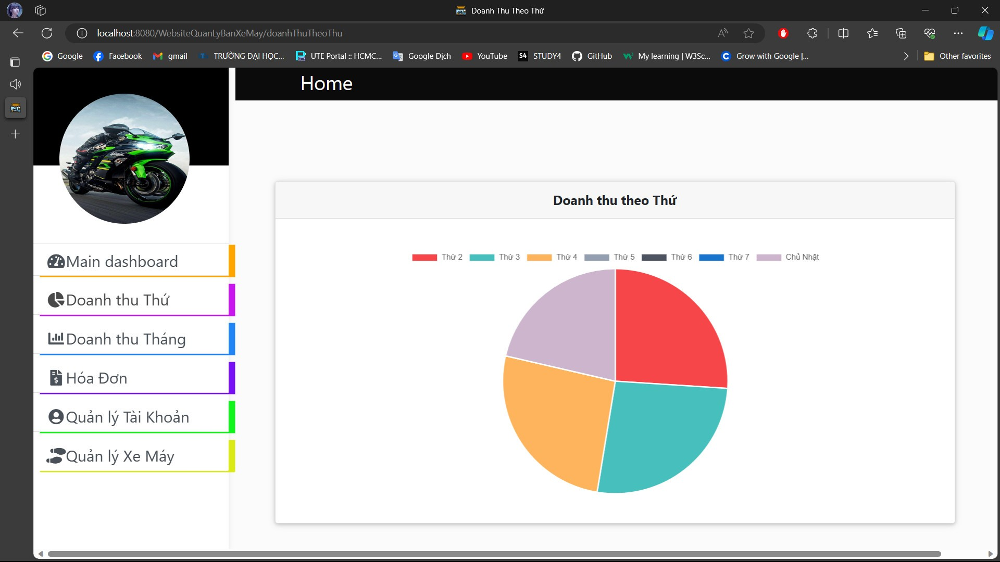 Doanh Thu Theo Thứ
localhost:8080/WebsiteQuanLyBanXeMay/doanhThuTheoThu
Google Facebook gmail TRƯỜNG ĐẠI HỌC... UTE Portal :: HCMC... Google Dịch YouTube S4 STUDY4 GitHub My learning | W3Sc... Grow with Google |... Other favorites
Home
Ninja
Doanh thu theo Thứ
Thứ 2 Thứ 3 Thứ 4 Thứ 5 Thứ 6 Thứ 7 Chủ Nhật
Main dashboard
Doanh thu Thứ
Doanh thu Tháng
Hóa Đơn
Quản lý Tài Khoản
Quản lý Xe Máy